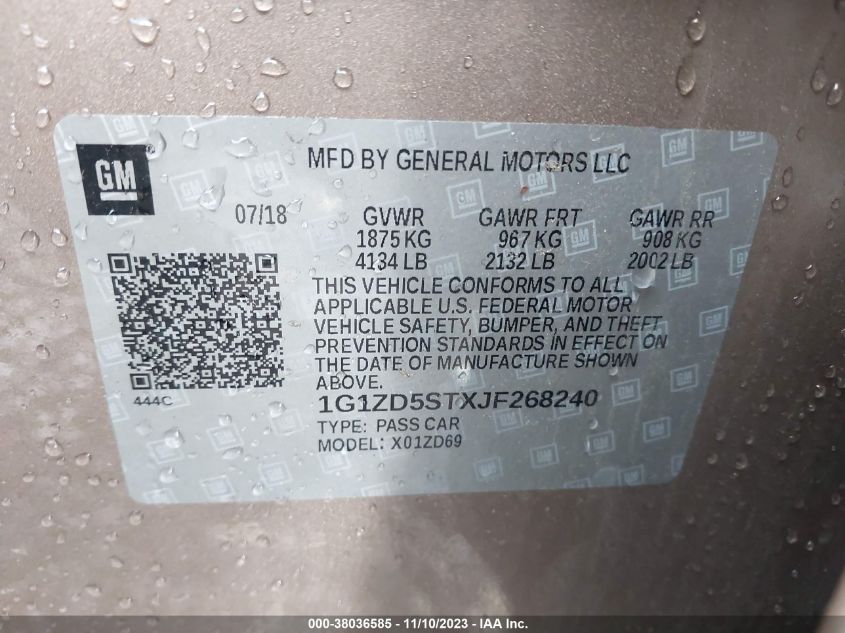 GM
MFD BY GENERAL MOTORS LLC
07/18 GVWR GAWR FRT GAWR RR
1875 KG 967 KG 908 KG
4134 LB 2132 LB 2002 LB
THIS VEHICLE CONFORMS TO ALL
APPLICABLE U.S. FEDERAL MOTOR
VEHICLE SAFETY, BUMPER, AND THEFT
PREVENTION STANDARDS IN EFFECT ON
THE DATE OF MANUFACTURE SHOWN
ABOVE.
444C
1G1ZD5STXJF268240
TYPE: PASS CAR
MODEL: X01ZD69
000-38036585 - 11/10/2023 - IAA Inc.